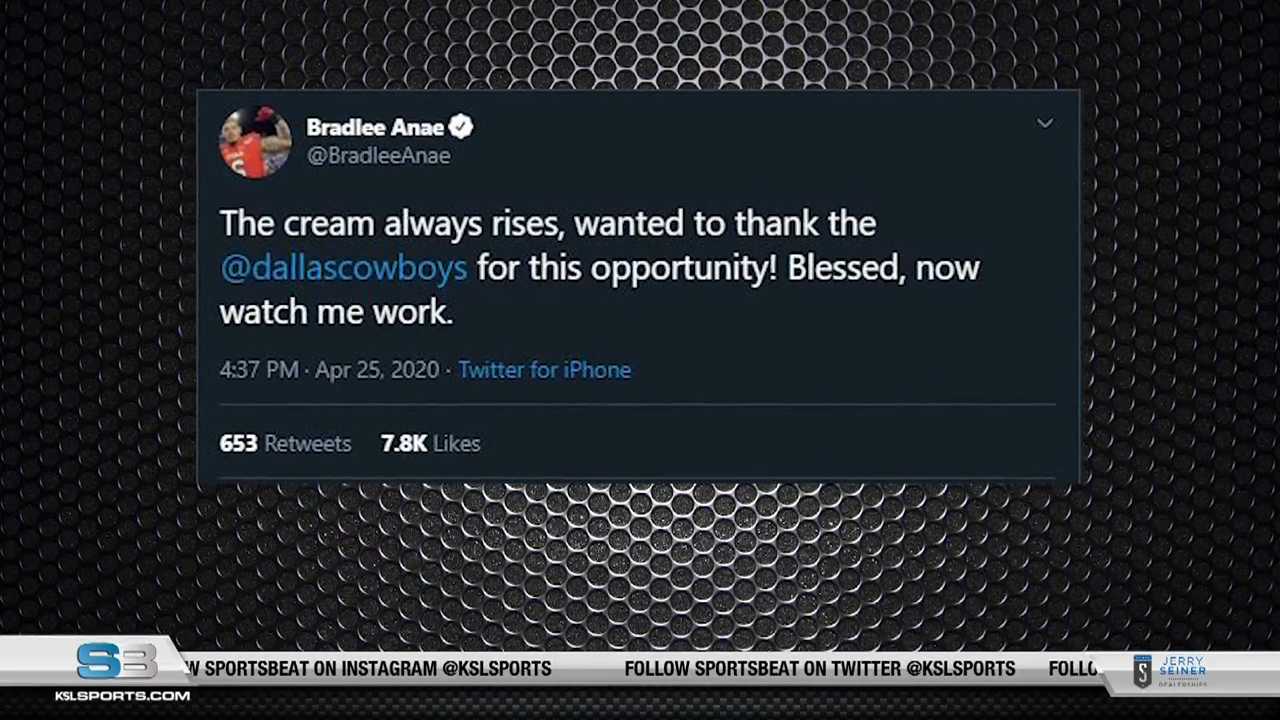 Bradlee Anae
@BradleeAnae
The cream always rises, wanted to thank the
@dallascowboys for this opportunity! Blessed, now
watch me work.
4:37 PM · Apr 25, 2020 · Twitter for iPhone
653 Retweets 7.8K Likes
SB
W SPORTSBEAT ON INSTAGRAM @KSLSPORTS FOLLOW SPORTSBEAT ON TWITTER @KSLSPORTS FOLLO
KSLSPORTS.COM
S
JERRY
SEINER
DEALERSHIPS